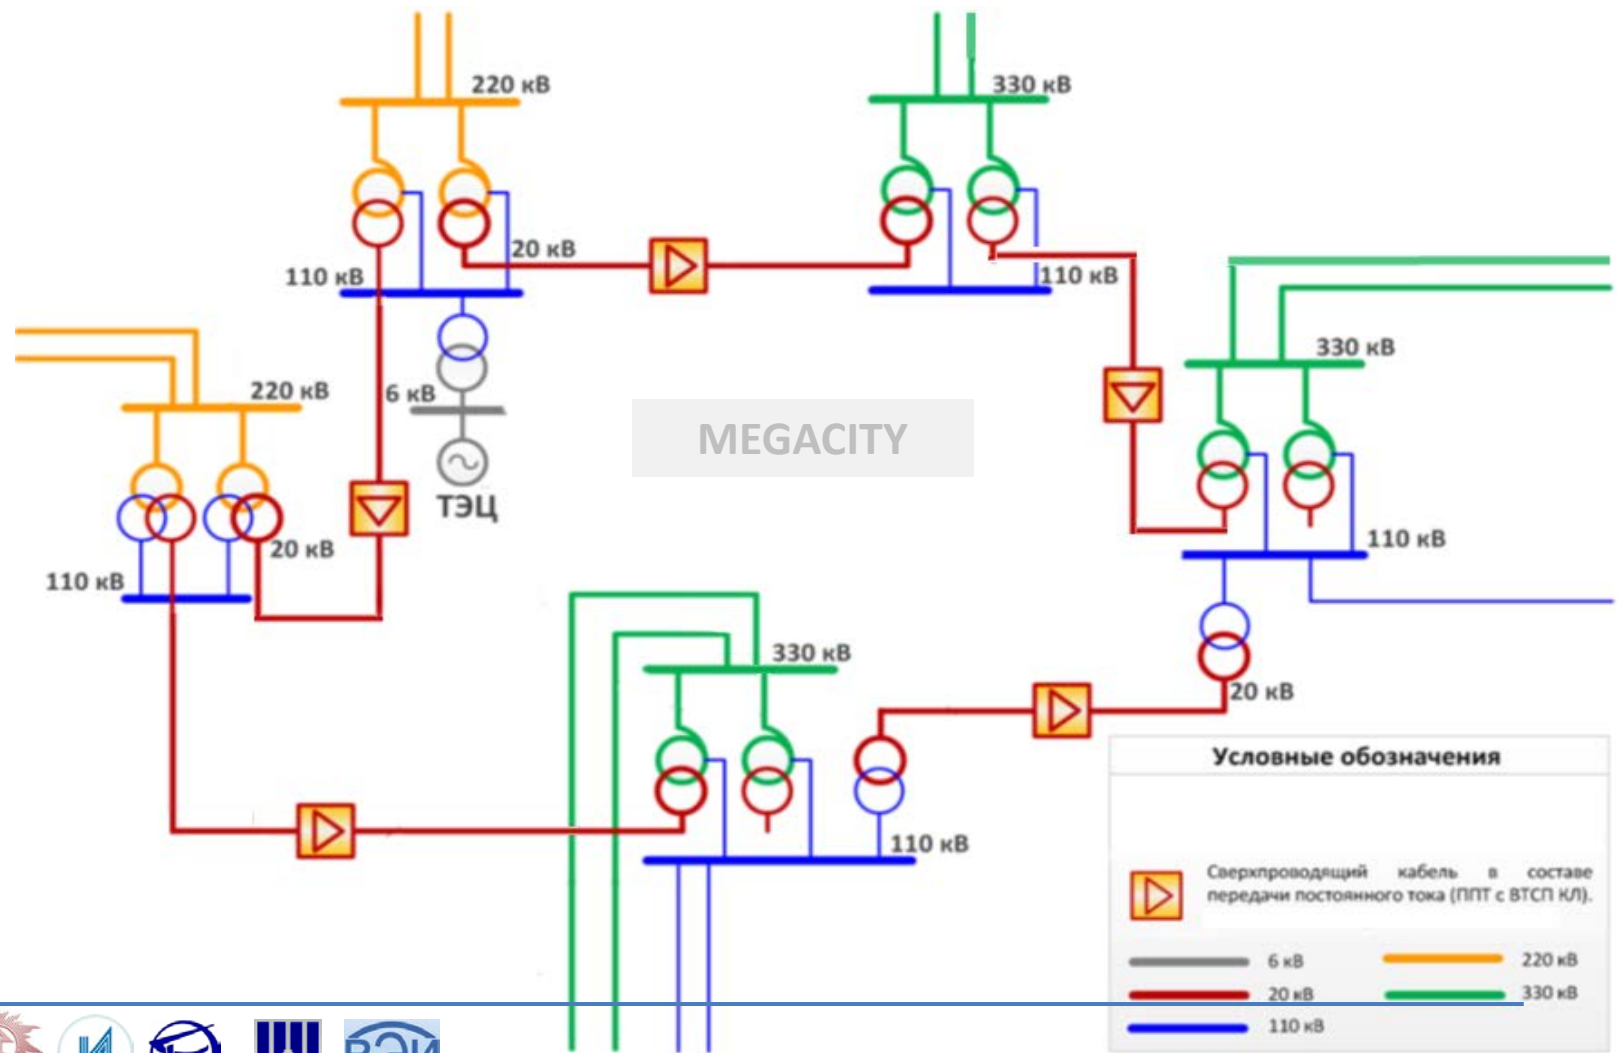 220 кВ
330 кВ
20 кВ
110 кВ
110 кВ
330 кВ
220 кВ
6 кВ
MEGACITY
ТЭЦ
20 кВ
110 кВ
110 кВ
330 кВ
20 кВ
110 кВ
Условные обозначения
Сверхпроводящий кабель в составе
передачи постоянного тока (ППТ с ВТСП КЛ).
6 кВ
220 кВ
20 кВ
330 кВ
110 кВ
ВЭИ